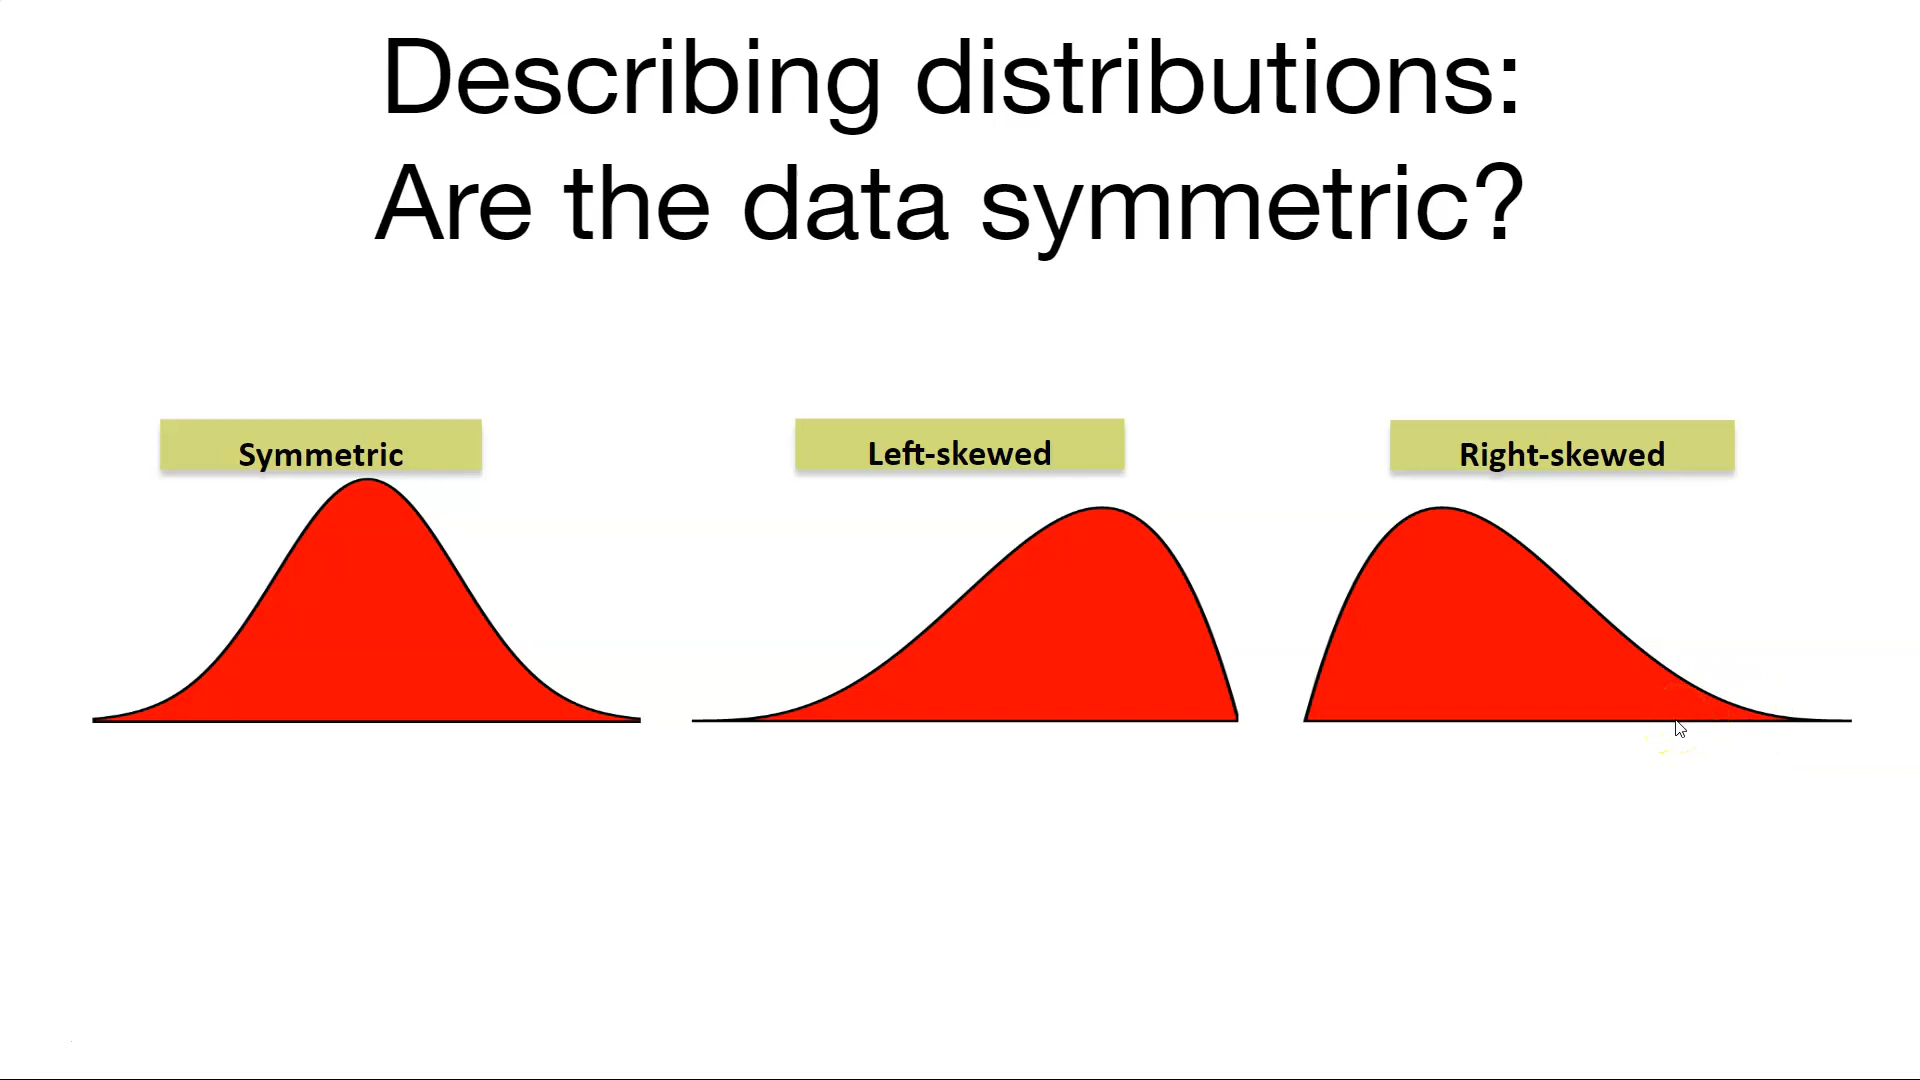 Describing distributions:
Are the data symmetric?
Symmetric
Left-skewed
Right-skewed